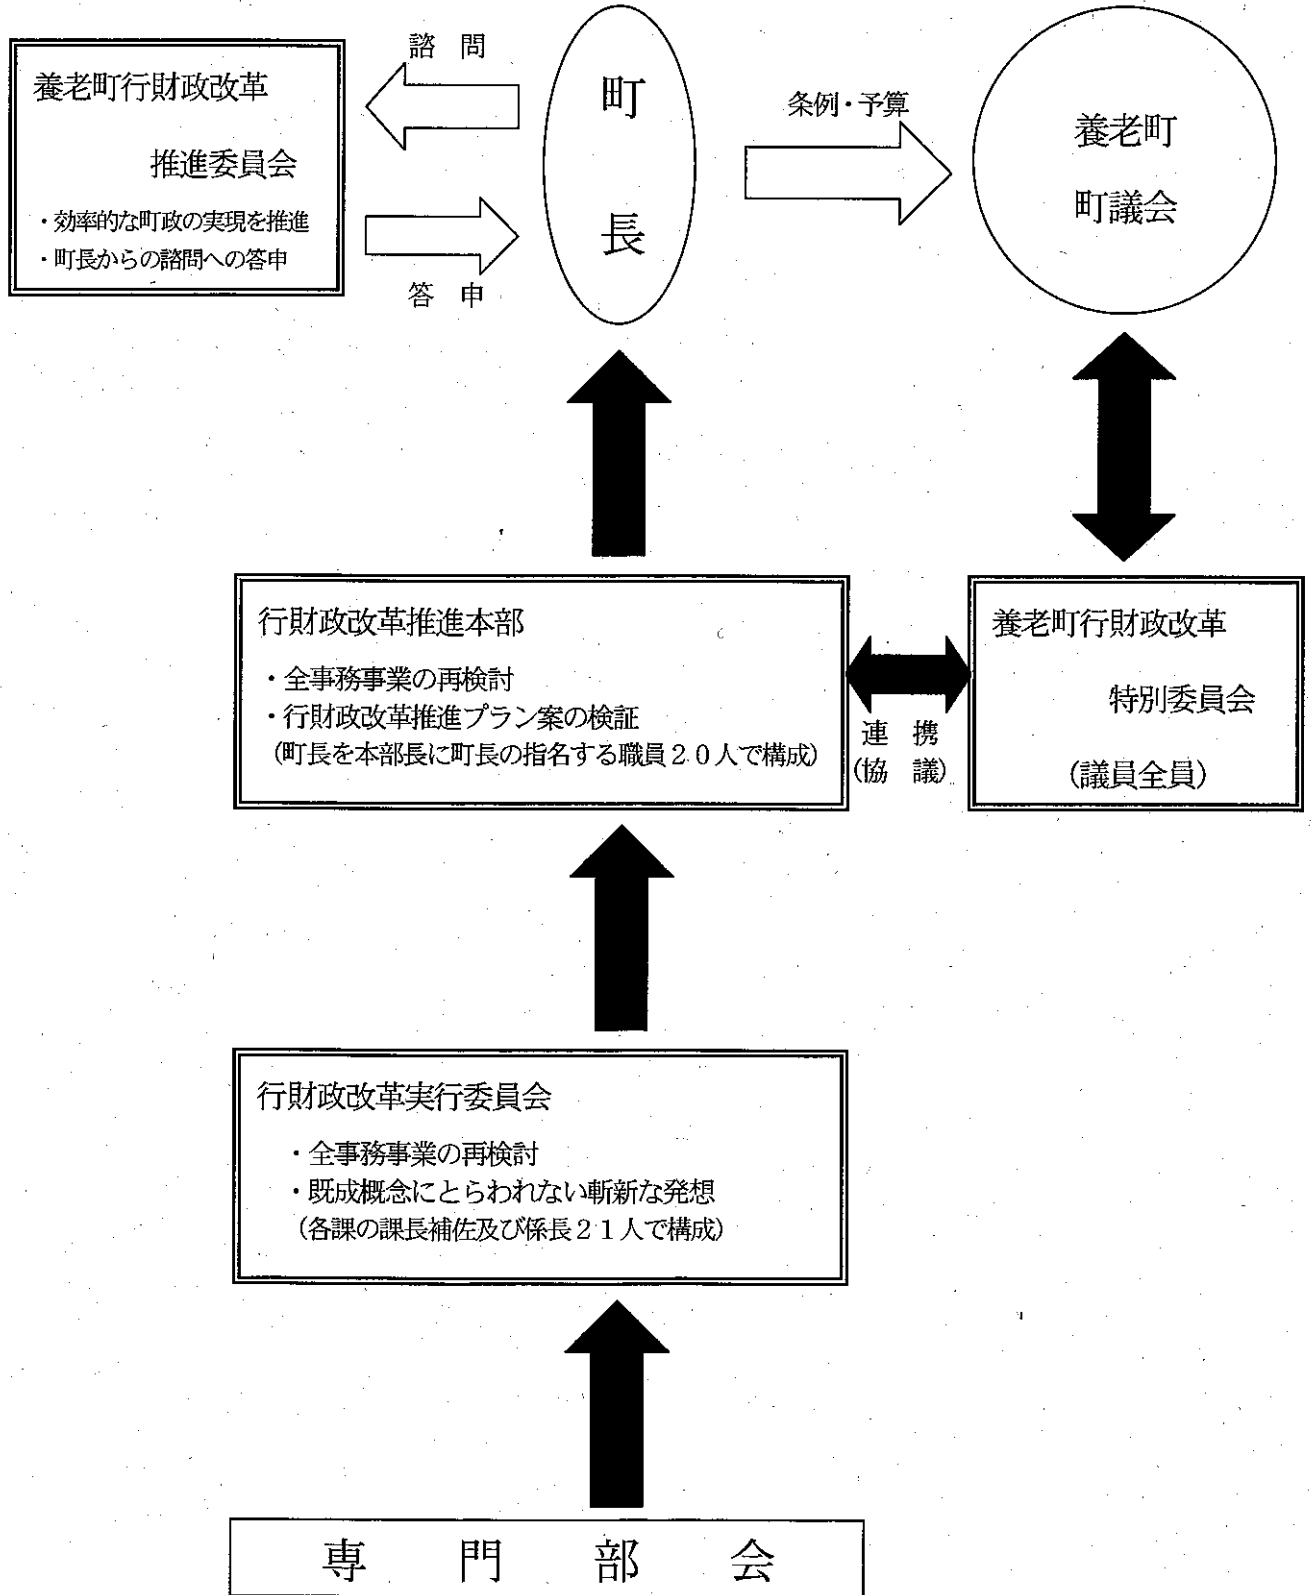 諮　問
養老町行財政改革
推進委員会
・効率的な町政の実現を推進
・町長からの諮問への答申
答　申
町
長
条例・予算
養老町
町議会
行財政改革推進本部
・全事務事業の再検討
・行財政改革推進プラン案の検証
(町長を本部長に町長の指名する職員２０人で構成)
連　携
(協　議)
養老町行財政改革
特別委員会
(議員全員)
行財政改革実行委員会
・全事務事業の再検討
・既成概念にとらわれない斬新な発想
(各課の課長補佐及び係長２１人で構成)
専　門　部　会